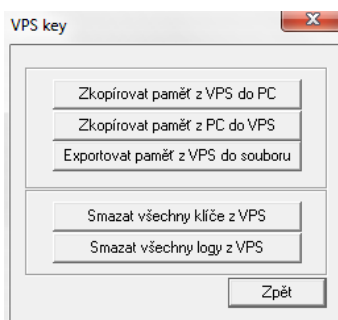 VPS key
Zkopírovat paměť z VPS do PC
Zkopírovat paměť z PC do VPS
Exportovat paměť z VPS do souboru
Smazat všechny klíče z VPS
Smazat všechny logy z VPS
Zpět